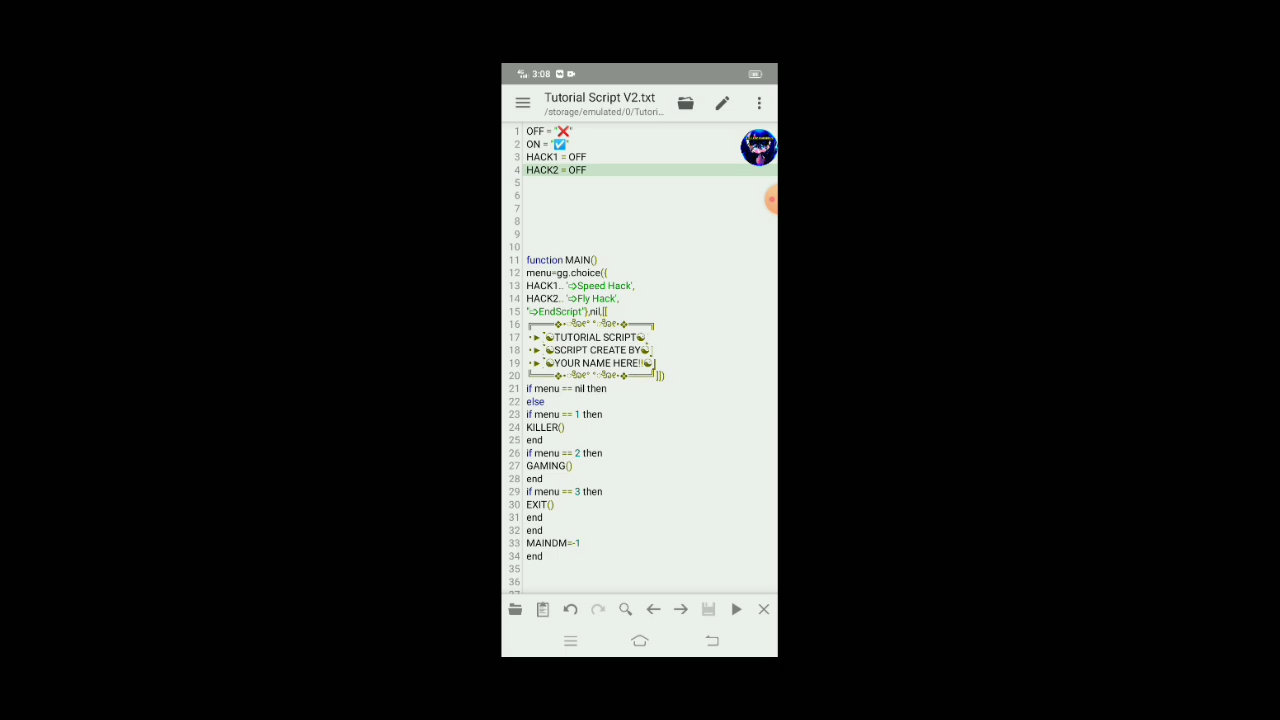 3:08
Tutorial Script V2.txt
/storage/emulated/0/Tutori...
1 OFF = "❌"
2 ON = "☑️"
3 HACK1 = OFF
4 HACK2 = OFF
5
6
7
8
9
10
11 function MAIN()
12 menu=gg.choice({
13 HACK1.. '➩Speed Hack',
14 HACK2.. '➩Fly Hack',
15 "➩EndScript"},nil,[[
16
17 •►☯TUTORIAL SCRIPT☯
18 •►☯SCRIPT CREATE BY☯
19 •►☯YOUR NAME HERE!!☯
20 ]])
21 if menu == nil then
22 else
23 if menu == 1 then
24 KILLER()
25 end
26 if menu == 2 then
27 GAMING()
28 end
29 if menu == 3 then
30 EXIT()
31 end
32 end
33 MAINDM=-1
34 end
35
36